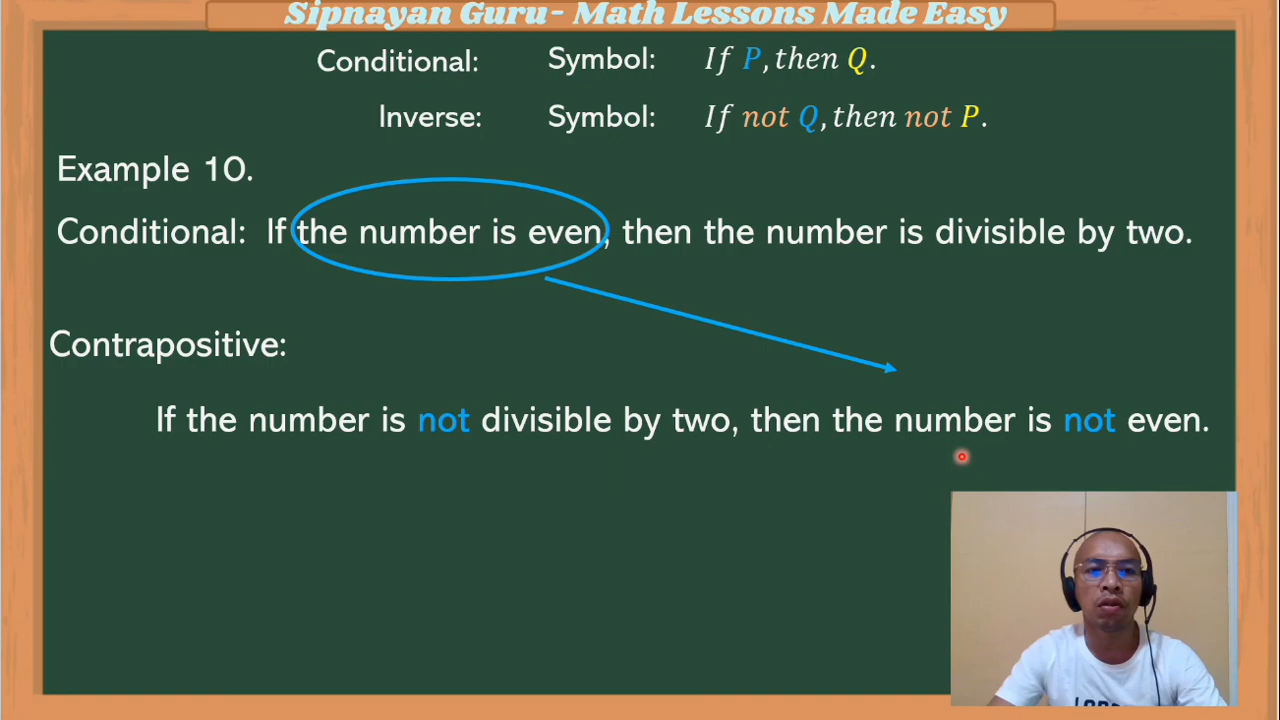 Sipnayan Guru- Math Lessons Made Easy
Conditional: Symbol: If P, then Q.
Inverse: Symbol: If not Q, then not P.
Example 10.
Conditional: If the number is even, then the number is divisible by two.
Contrapositive:
If the number is not divisible by two, then the number is not even.